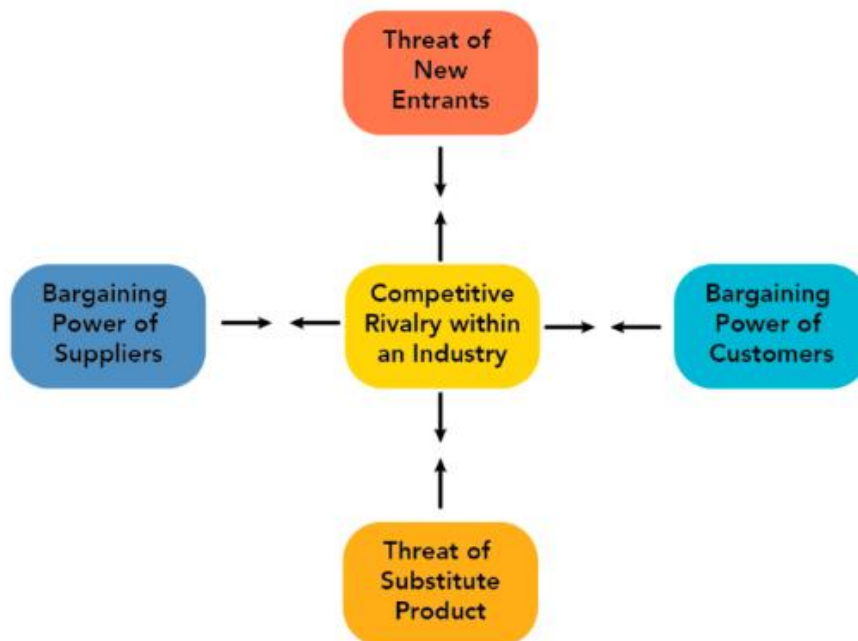 Threat of
New
Entrants
Bargaining
Power of
Suppliers
Competitive
Rivalry within
an Industry
Bargaining
Power of
Customers
Threat of
Substitute
Product